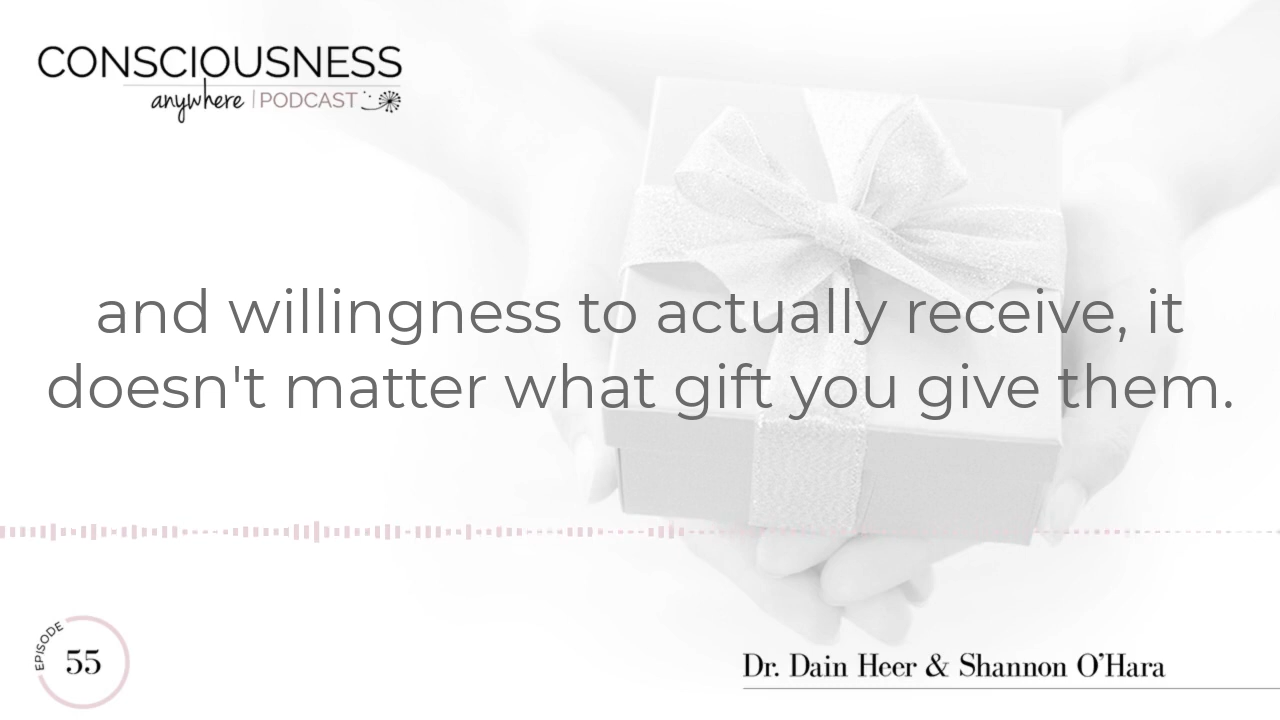 CONSCIOUSNESS
anywhere | PODCAST
and willingness to actually receive, it
doesn't matter what gift you give them.
EPISODE
55
Dr. Dain Heer & Shannon O’Hara